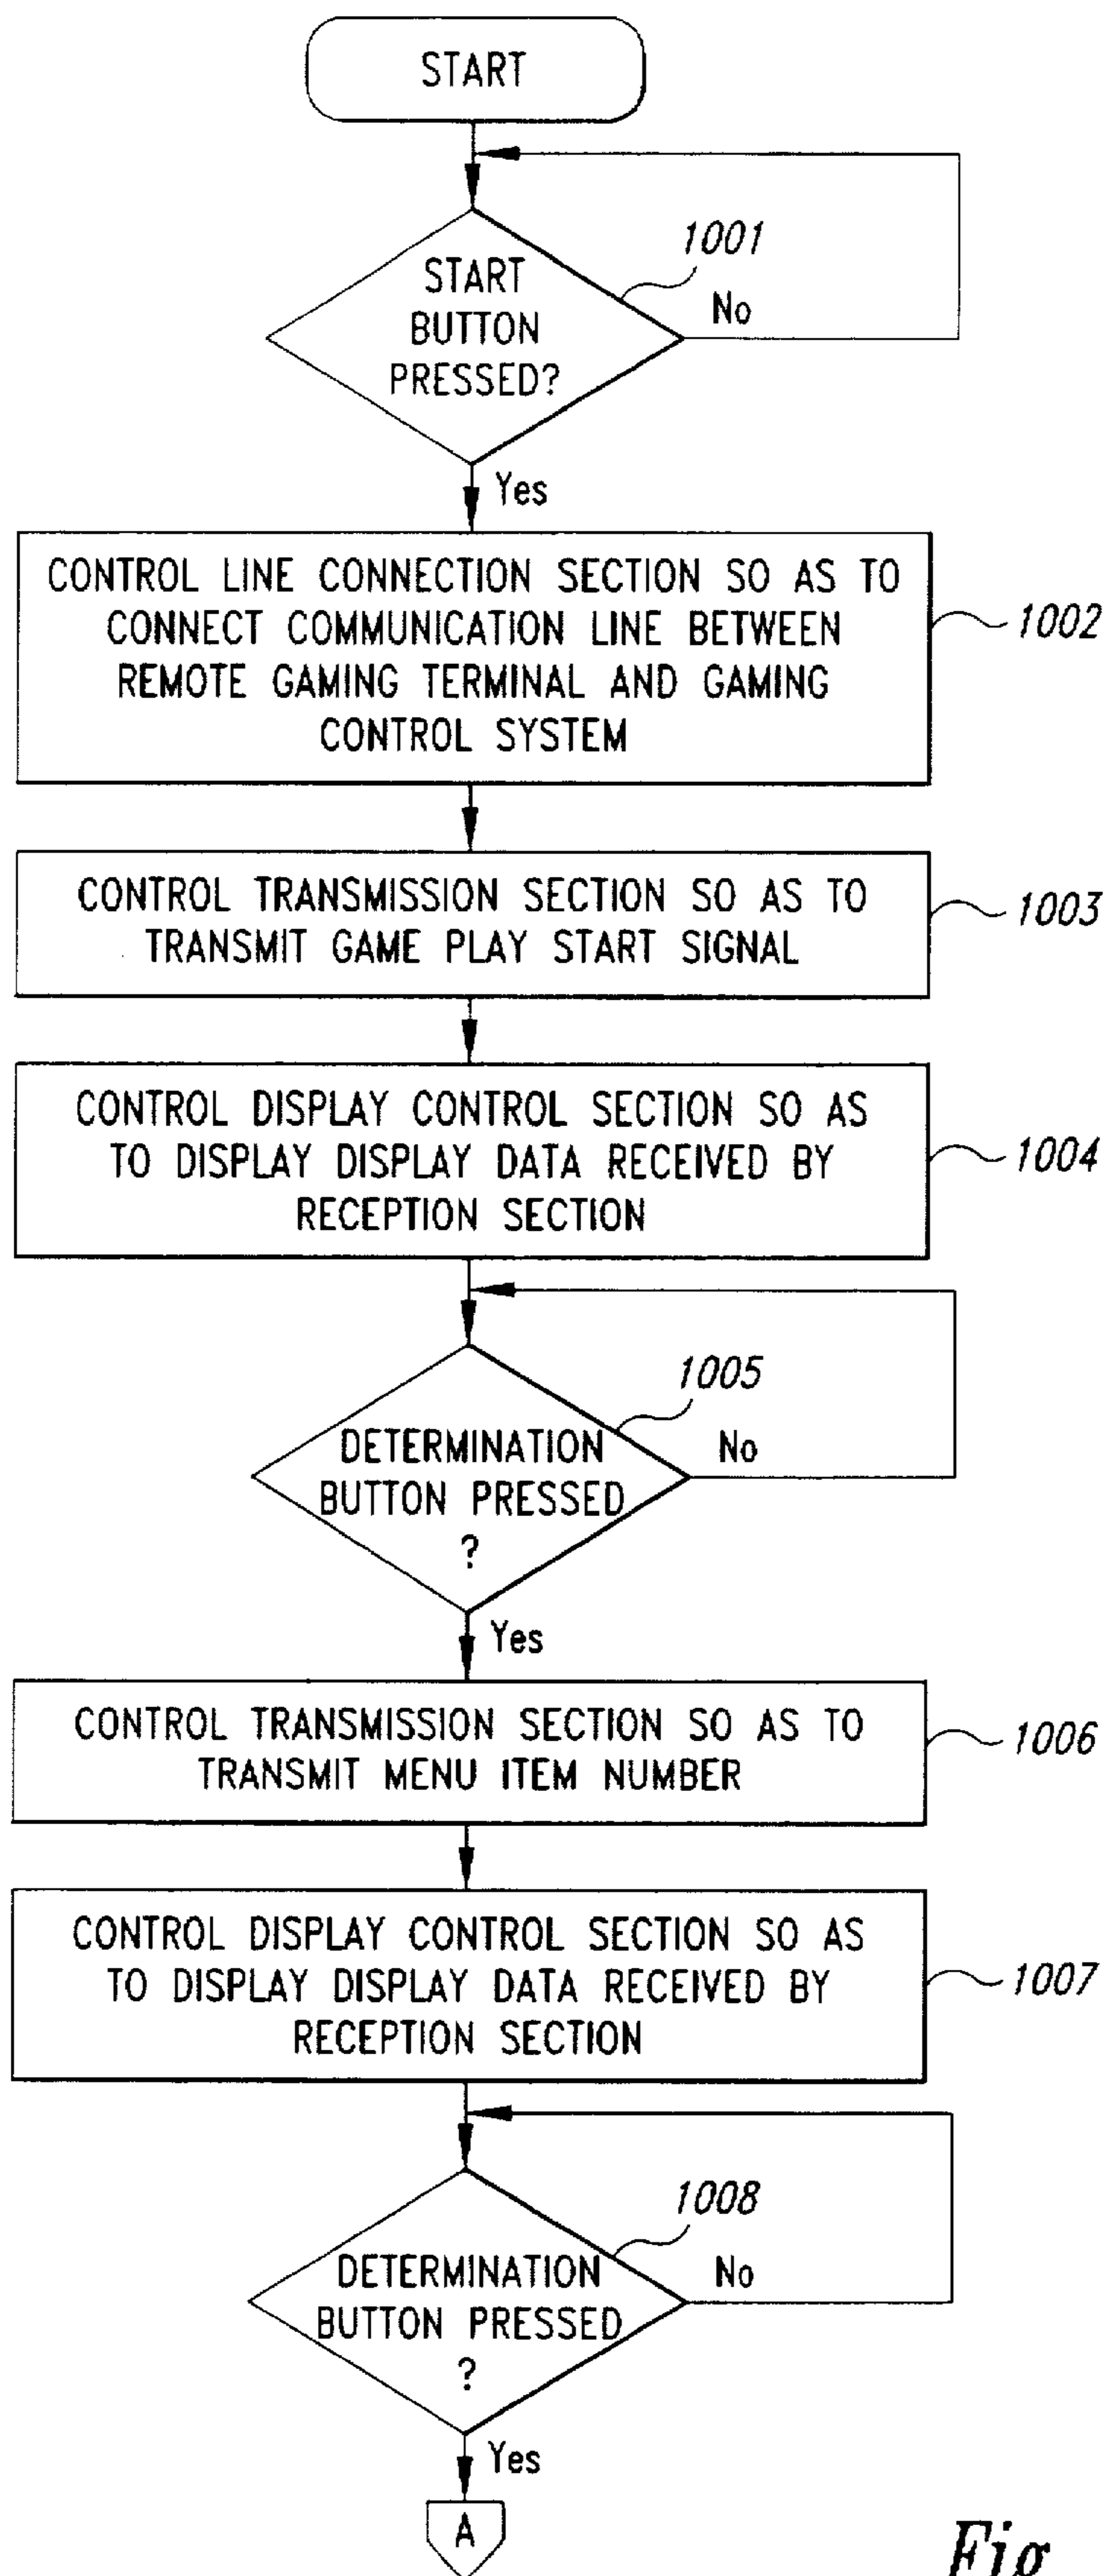 START
START
BUTTON
PRESSED?
1001
No
Yes
CONTROL LINE CONNECTION SECTION SO AS TO
CONNECT COMMUNICATION LINE BETWEEN
REMOTE GAMING TERMINAL AND GAMING
CONTROL SYSTEM
1002
CONTROL TRANSMISSION SECTION SO AS TO
TRANSMIT GAME PLAY START SIGNAL
1003
CONTROL DISPLAY CONTROL SECTION SO AS
TO DISPLAY DISPLAY DATA RECEIVED BY
RECEPTION SECTION
1004
1005
DETERMINATION
BUTTON PRESSED
?
No
Yes
CONTROL TRANSMISSION SECTION SO AS TO
TRANSMIT MENU ITEM NUMBER
1006
CONTROL DISPLAY CONTROL SECTION SO AS
TO DISPLAY DISPLAY DATA RECEIVED BY
RECEPTION SECTION
1007
1008
DETERMINATION
BUTTON PRESSED
?
No
Yes
A
Fig